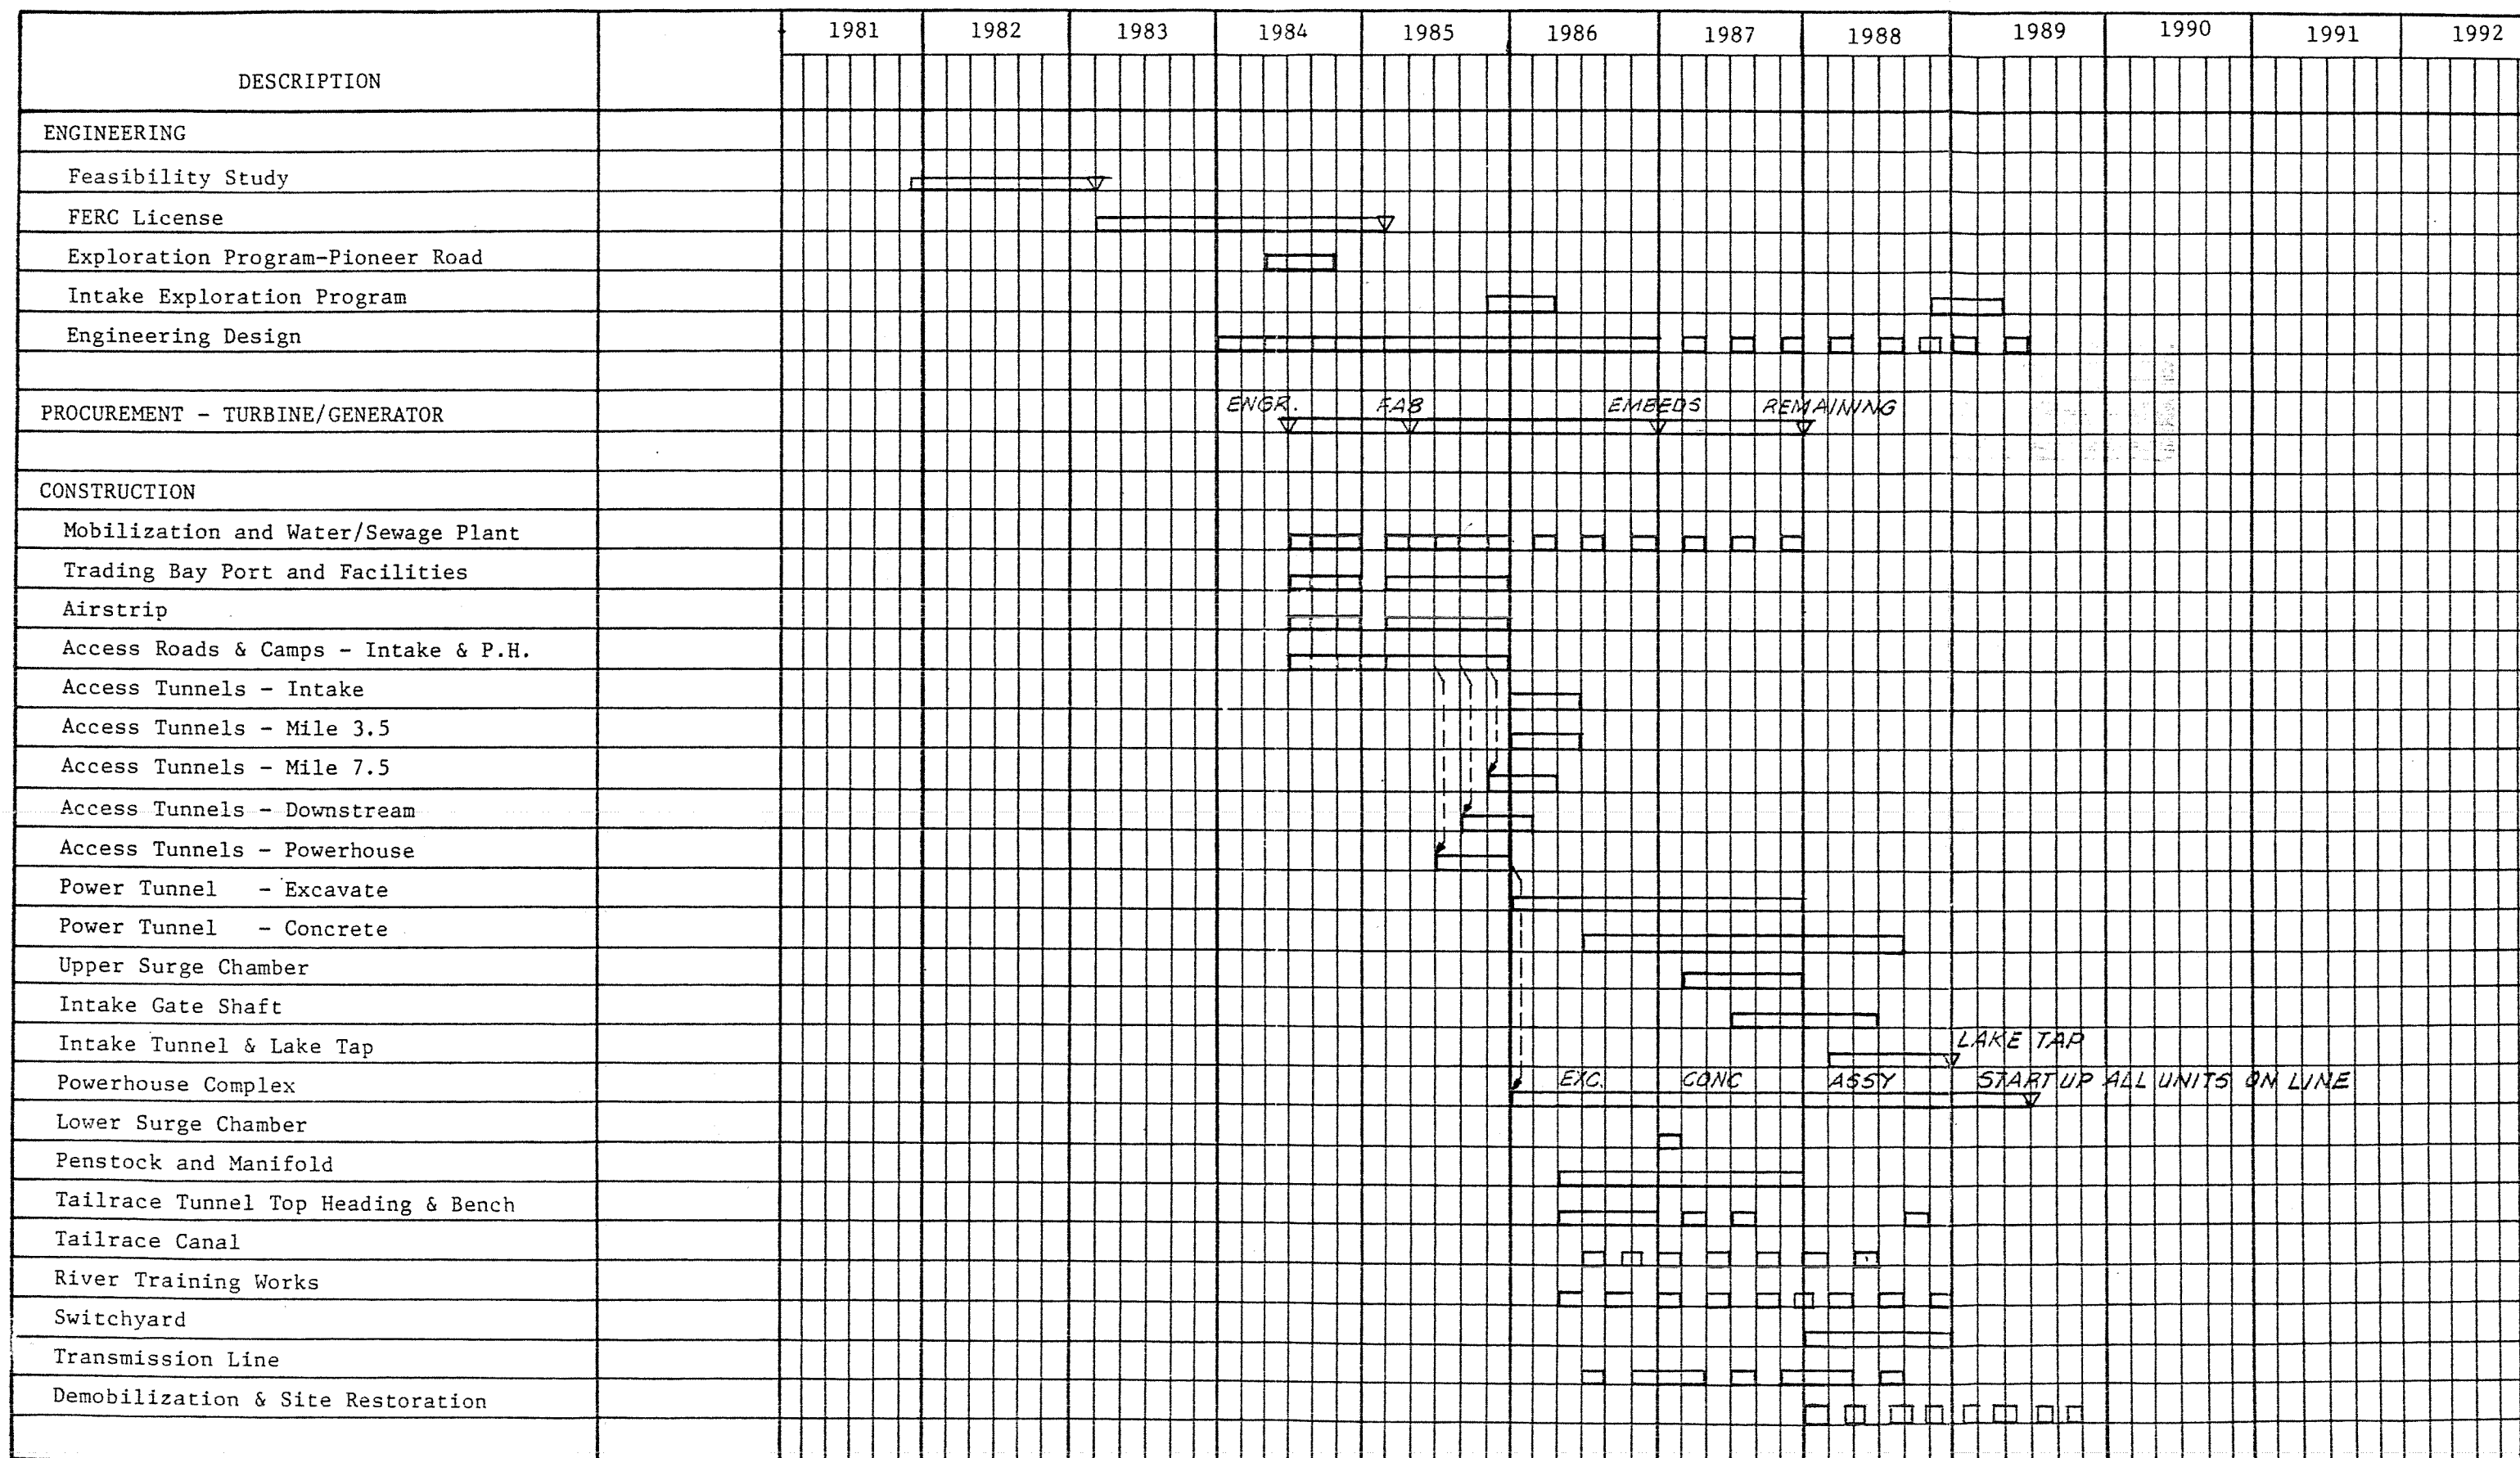 1981 1982 1983 1984 1985 1986 1987 1988 1989 1990 1991 1992
DESCRIPTION
ENGINEERING
Feasibility Study
FERC License
Exploration Program-Pioneer Road
Intake Exploration Program
Engineering Design
ENGR. FAB EMBEDS REMAINING
PROCUREMENT - TURBINE/GENERATOR
CONSTRUCTION
Mobilization and Water/Sewage Plant
Trading Bay Port and Facilities
Airstrip
Access Roads & Camps - Intake & P.H.
Access Tunnels - Intake
Access Tunnels - Mile 3.5
Access Tunnels - Mile 7.5
Access Tunnels - Downstream
Access Tunnels - Powerhouse
Power Tunnel - Excavate
Power Tunnel - Concrete
Upper Surge Chamber
Intake Gate Shaft
Intake Tunnel & Lake Tap LAKE TAP
Powerhouse Complex EXC. CONC ASSY START UP ALL UNITS ON LINE
Lower Surge Chamber
Penstock and Manifold
Tailrace Tunnel Top Heading & Bench
Tailrace Canal
River Training Works
Switchyard
Transmission Line
Demobilization & Site Restoration